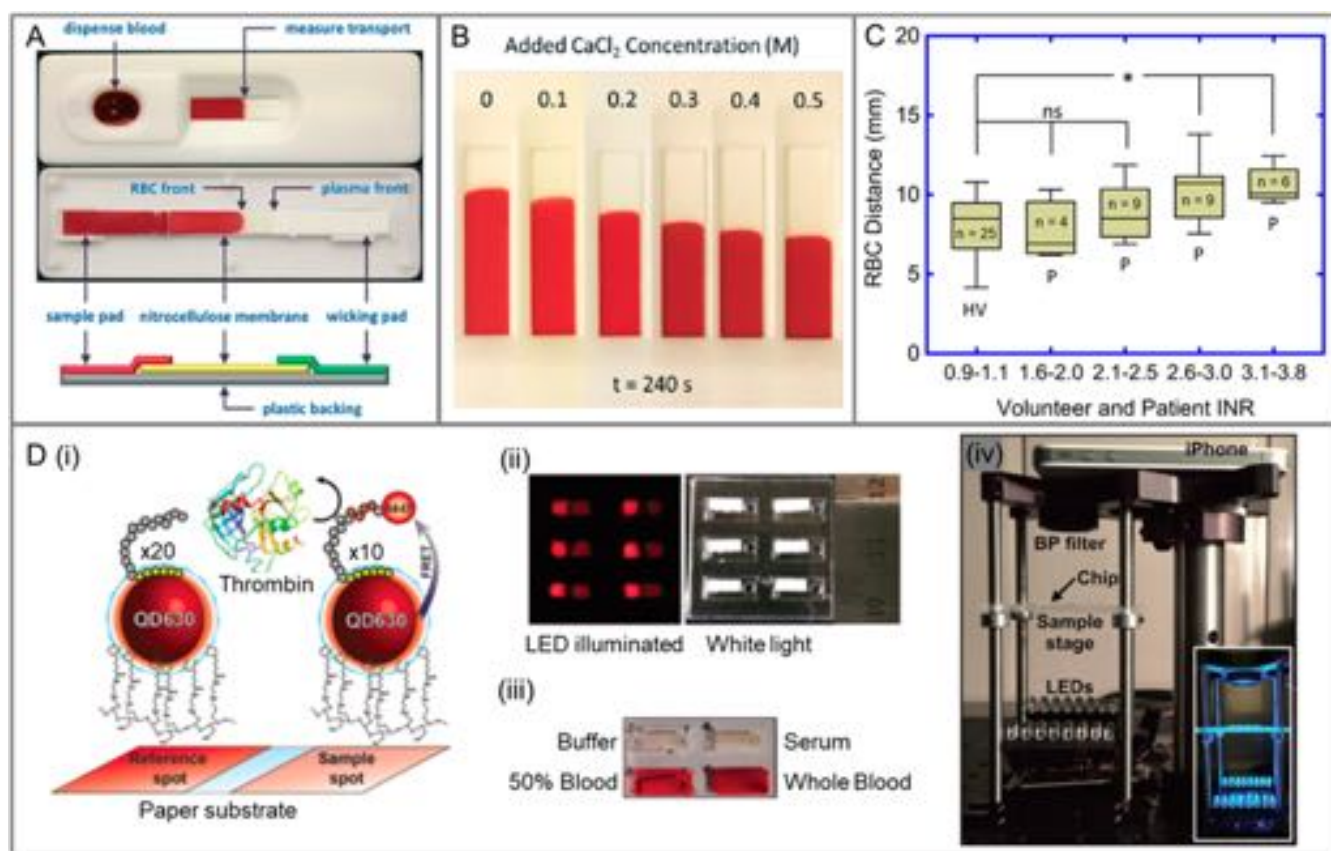 A
dispense blood
measure transport
RBC front
plasma front
sample pad
nitrocellulose membrane
wicking pad
plastic backing
B
Added CaCl₂ Concentration (M)
0 0.1 0.2 0.3 0.4 0.5
t = 240 s
C
20
15
10
5
0
RBC Distance (mm)
*
ns
n = 25
n = 4
n = 9
n = 9
n = 6
HV
P
P
P
P
0.9-1.1 1.6-2.0 2.1-2.5 2.6-3.0 3.1-3.8
Volunteer and Patient INR
D (i)
x20
Thrombin
x10
FRET
QD630
QD630
Reference spot
Sample spot
Paper substrate
(ii)
LED illuminated
White light
12
11
10
(iii)
Buffer
Serum
50% Blood
Whole Blood
(iv)
iPhone
BP filter
Chip
Sample stage
LEDs